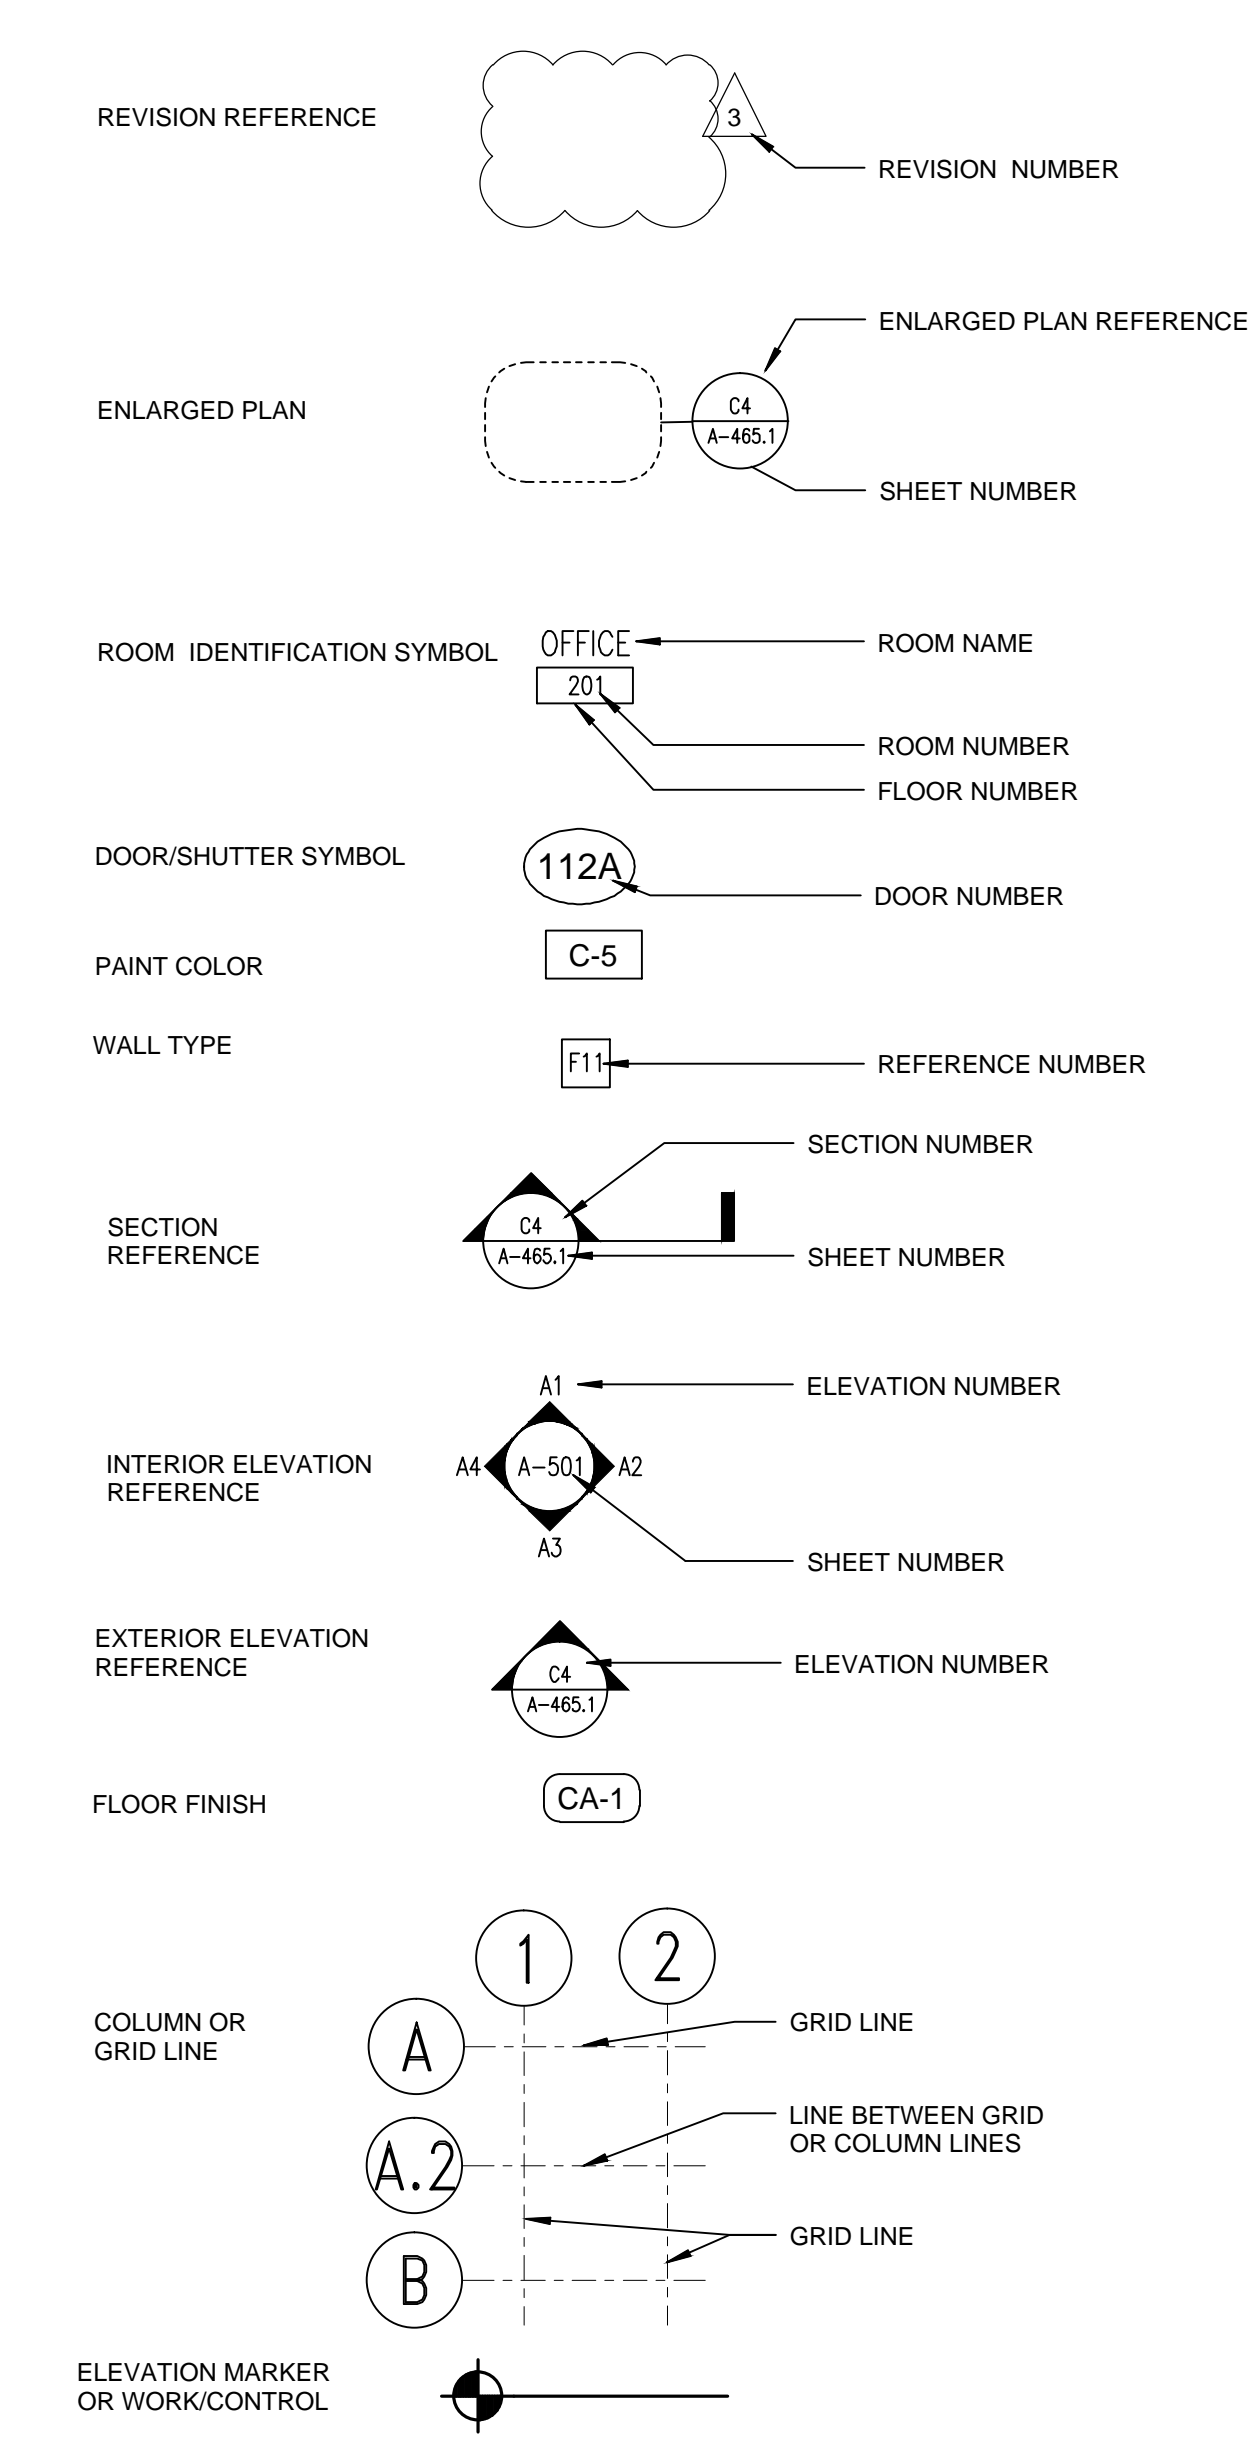 REVISION REFERENCE
3
REVISION NUMBER
ENLARGED PLAN REFERENCE
ENLARGED PLAN
C4
A-465.1
SHEET NUMBER
ROOM IDENTIFICATION SYMBOL
OFFICE
ROOM NAME
201
ROOM NUMBER
FLOOR NUMBER
DOOR/SHUTTER SYMBOL
112A
DOOR NUMBER
PAINT COLOR
C-5
WALL TYPE
F11
REFERENCE NUMBER
SECTION NUMBER
SECTION
REFERENCE
C4
A-465.1
SHEET NUMBER
A1
ELEVATION NUMBER
INTERIOR ELEVATION
REFERENCE
A4
A-501
A2
A3
SHEET NUMBER
EXTERIOR ELEVATION
REFERENCE
C4
A-465.1
ELEVATION NUMBER
FLOOR FINISH
CA-1
1
2
COLUMN OR
GRID LINE
A
GRID LINE
A.2
LINE BETWEEN GRID
OR COLUMN LINES
B
GRID LINE
ELEVATION MARKER
OR WORK/CONTROL